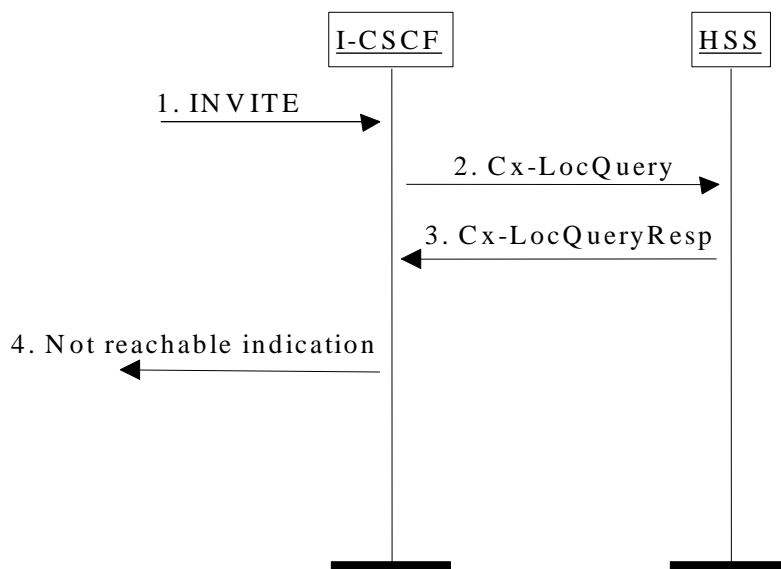 I-CSCF
HSS
1. INVITE
2. Cx-LocQuery
3. Cx-LocQueryResp
4. Not reachable indication